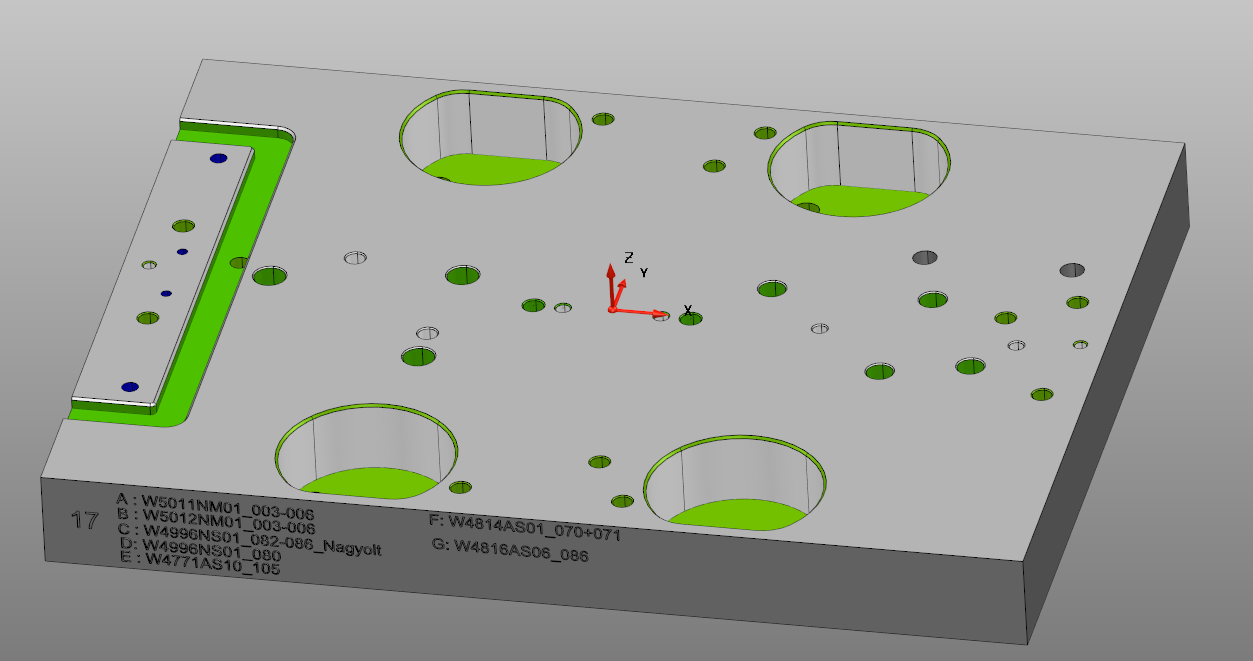 Z
Y
X
17
A : W5011NM01_003-006
B : W5012NM01_003-006
C : W4996NS01_082-086_Nagyolt
D: W4996NS01_080
E : W4771AS10_105
F: W4814AS01_070+071
G: W4816AS06_086